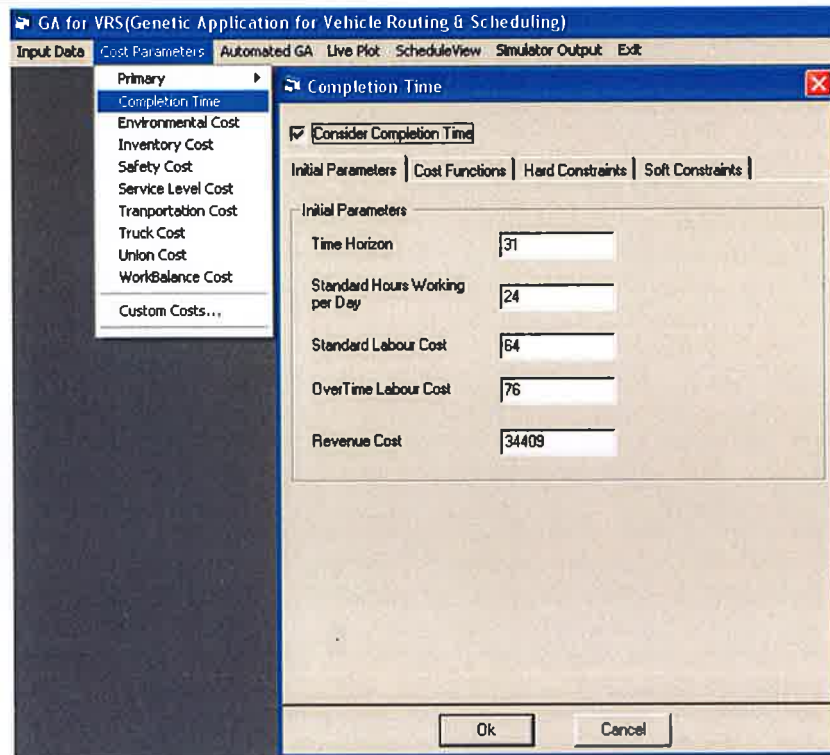 GA for VRS(Genetic Application for Vehicle Routing & Scheduling)
Input Data Cost Parameters Automated GA Live Plot ScheduleView Simulator Output Exit
Primary
Completion Time
Environmental Cost
Inventory Cost
Safety Cost
Service Level Cost
Tranportation Cost
Truck Cost
Union Cost
WorkBalance Cost
Custom Costs...
Completion Time
Consider Completion Time
Initial Parameters Cost Functions Hard Constraints Soft Constraints
Initial Parameters
Time Horizon 31
Standard Hours Working
per Day 24
Standard Labour Cost 64
OverTime Labour Cost 76
Revenue Cost 34409
Ok Cancel